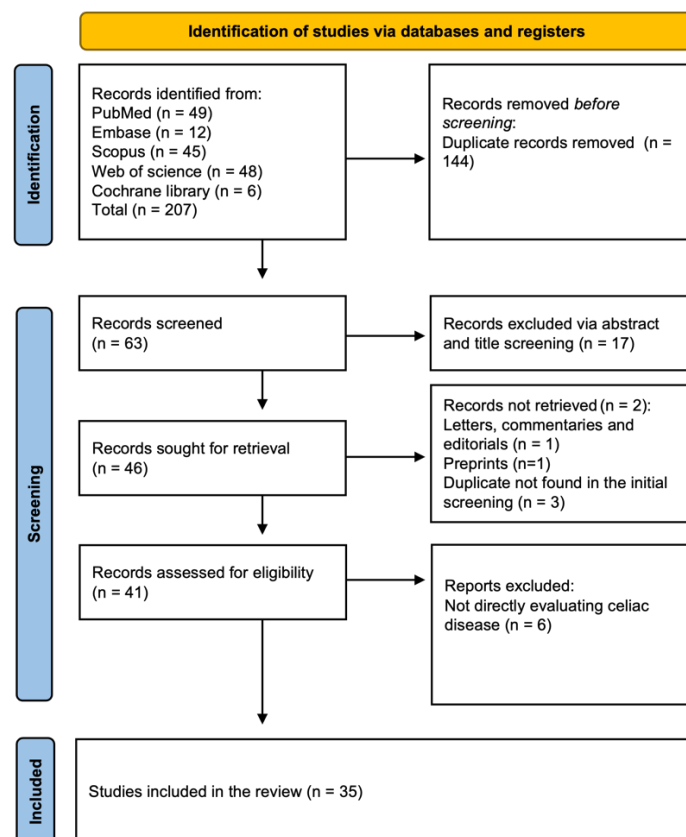 Identification of studies via databases and registers
Identification
Records identified from:
PubMed (n = 49)
Embase (n = 12)
Scopus (n = 45)
Web of science (n = 48)
Cochrane library (n = 6)
Total (n = 207)
Records removed before
screening:
Duplicate records removed (n =
144)
Screening
Records screened
(n = 63)
Records excluded via abstract
and title screening (n = 17)
Records sought for retrieval
(n = 46)
Records not retrieved (n = 2):
Letters, commentaries and
editorials (n = 1)
Preprints (n=1)
Duplicate not found in the initial
screening (n = 3)
Records assessed for eligibility
(n = 41)
Reports excluded:
Not directly evaluating celiac
disease (n = 6)
Included
Studies included in the review (n = 35)